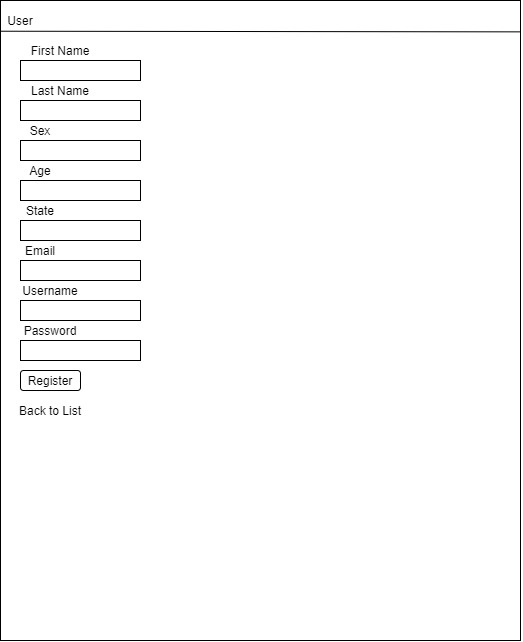 User
First Name
Last Name
Sex
Age
State
Email
Username
Password
Register
Back to List